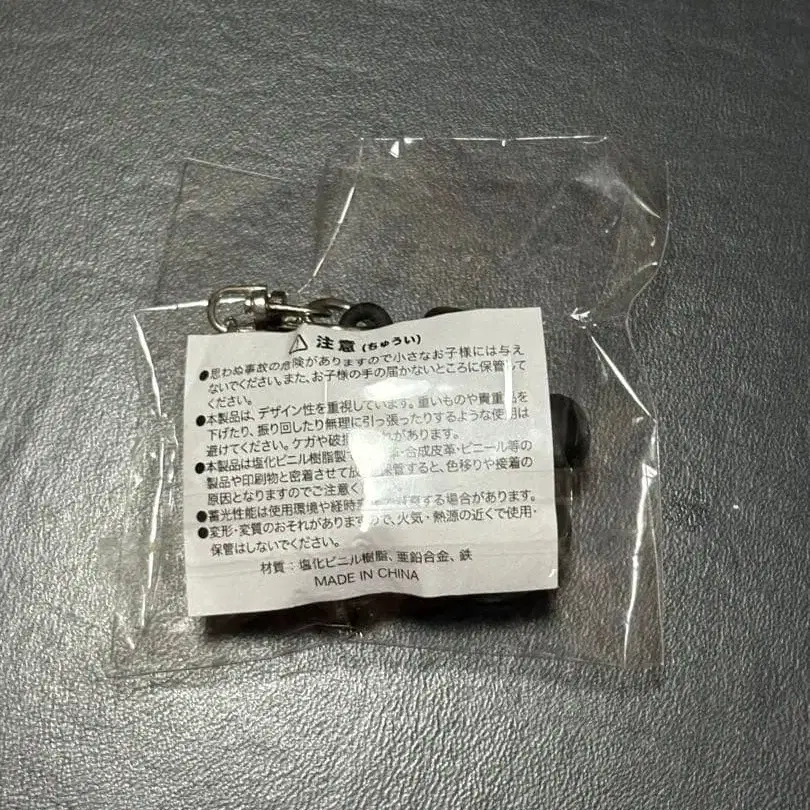 注意(ちゅうい)
●思わぬ事故の危険がありますので小さなお子様には与え
ないでください。また、お子様の手の届かないところに保管して
ください。
●本製品は、デザイン性を重視しています。重いものや貴重品を
下げたり、振り回したり無理に引っ張ったりするような使用は
避けてください。ケガや破損 れがあります。
●本製品は塩化ビニル樹脂製 革・合成皮革・ビニール等の
製品や印刷物と密着させて放 保管すると、色移りや接着の
原因となりますのでご注意く
●蓄光性能は使用環境や経時 する場合があります。
●変形・変質のおそれがありますので、火気・熱源の近くで使用・
保管はしないでください。
材質:塩化ビニル樹脂、亜鉛合金、鉄
MADE IN CHINA